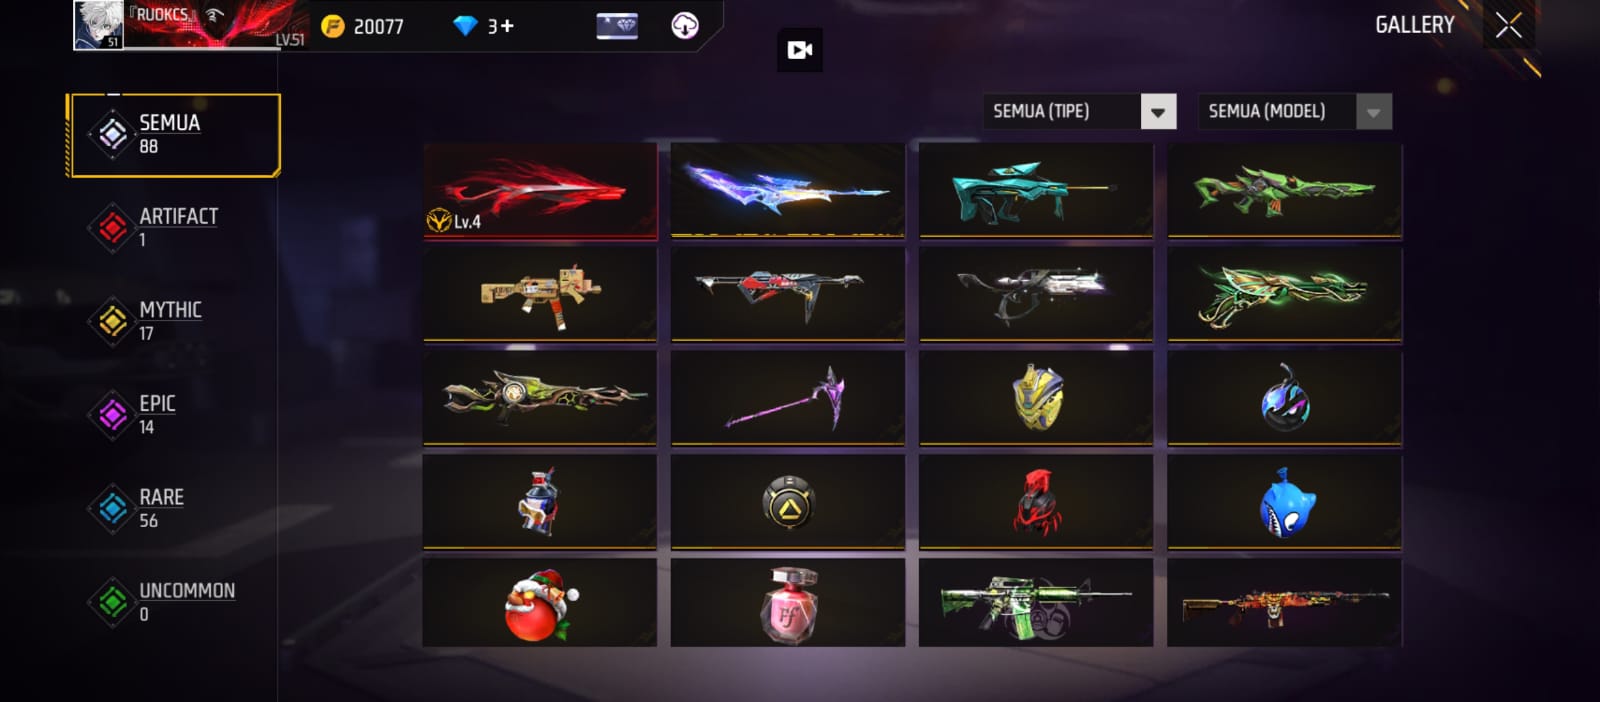 『RUOKCS』
51
LV.51
20077
3+
GALLERY
SEMUA
88
ARTIFACT
1
MYTHIC
17
EPIC
14
RARE
56
UNCOMMON
0
SEMUA (TIPE)
SEMUA (MODEL)
Lv.4
Ff